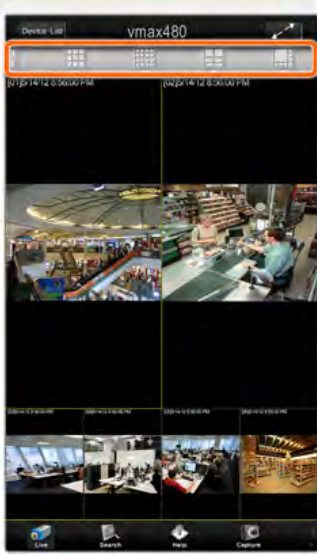 Device List
vmax480
[01]5/14/12 8:56:00 PM
[02]5/14/12 8:56:00 PM
Live
Search
Help
Capture